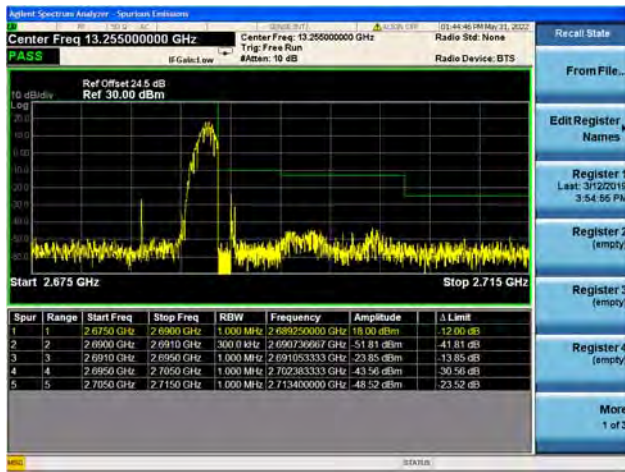 Agilent Spectrum Analyzer - Spurious Emissions
RF 50 Ω AC SENSE:INT ALIGN OFF 01:44:46 PM May 31, 2022
Center Freq 13.255000000 GHz
Center Freq: 13.255000000 GHz
Radio Std: None
Trig: Free Run
PASS
IFGain:Low
#Atten: 10 dB
Radio Device: BTS
Ref Offset 24.5 dB
10 dB/div
Ref 30.00 dBm
Log
Start 2.675 GHz
Stop 2.715 GHz
Spur Range Start Freq Stop Freq RBW Frequency Amplitude Δ Limit
1 1 2.6750 GHz 2.6900 GHz 1.000 MHz 2.689250000 GHz 18.00 dBm -12.00 dB
2 2 2.6900 GHz 2.6910 GHz 300.0 kHz 2.690736667 GHz -51.81 dBm -41.81 dB
3 3 2.6910 GHz 2.6950 GHz 1.000 MHz 2.691053333 GHz -23.85 dBm -13.85 dB
4 4 2.6950 GHz 2.7050 GHz 1.000 MHz 2.702383333 GHz -43.56 dBm -30.56 dB
5 5 2.7050 GHz 2.7150 GHz 1.000 MHz 2.713400000 GHz -48.52 dBm -23.52 dB
MSG
STATUS
Recall State
From File...
Edit Register
Names
Register 1
Last: 3/12/2019
3:54:55 PM
Register 2
(empty)
Register 3
(empty)
Register 4
(empty)
More
1 of 3